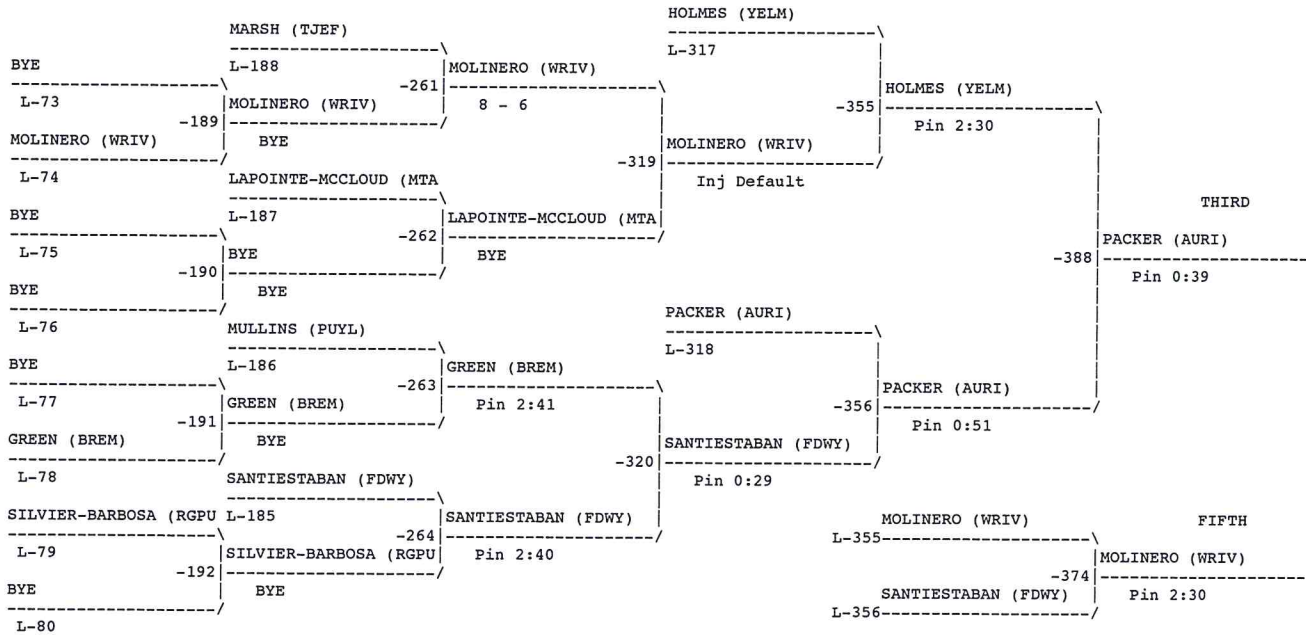 HOLMES (YELM)
MARSH (TJEF)
L-317
BYE
L-188
MOLINERO (WRIV)
-261
HOLMES (YELM)
L-73
MOLINERO (WRIV)
8 - 6
-355
-189
Pin 2:30
MOLINERO (WRIV)
BYE
MOLINERO (WRIV)
-319
L-74
LAPOINTE-MCCLOUD (MTA
Inj Default
THIRD
BYE
L-187
LAPOINTE-MCCLOUD (MTA
-262
PACKER (AURI)
L-75
BYE
BYE
-388
-190
Pin 0:39
BYE
BYE
PACKER (AURI)
L-76
MULLINS (PUYL)
L-318
BYE
L-186
GREEN (BREM)
-263
PACKER (AURI)
L-77
GREEN (BREM)
Pin 2:41
-356
-191
Pin 0:51
GREEN (BREM)
BYE
SANTIESTABAN (FDWY)
-320
L-78
SANTIESTABAN (FDWY)
Pin 0:29
SILVIER-BARBOSA (RGPU
L-185
SANTIESTABAN (FDWY)
MOLINERO (WRIV)
FIFTH
-264
L-355
L-79
SILVIER-BARBOSA (RGPU
Pin 2:40
MOLINERO (WRIV)
-192
-374
BYE
BYE
SANTIESTABAN (FDWY)
Pin 2:30
L-356
L-80